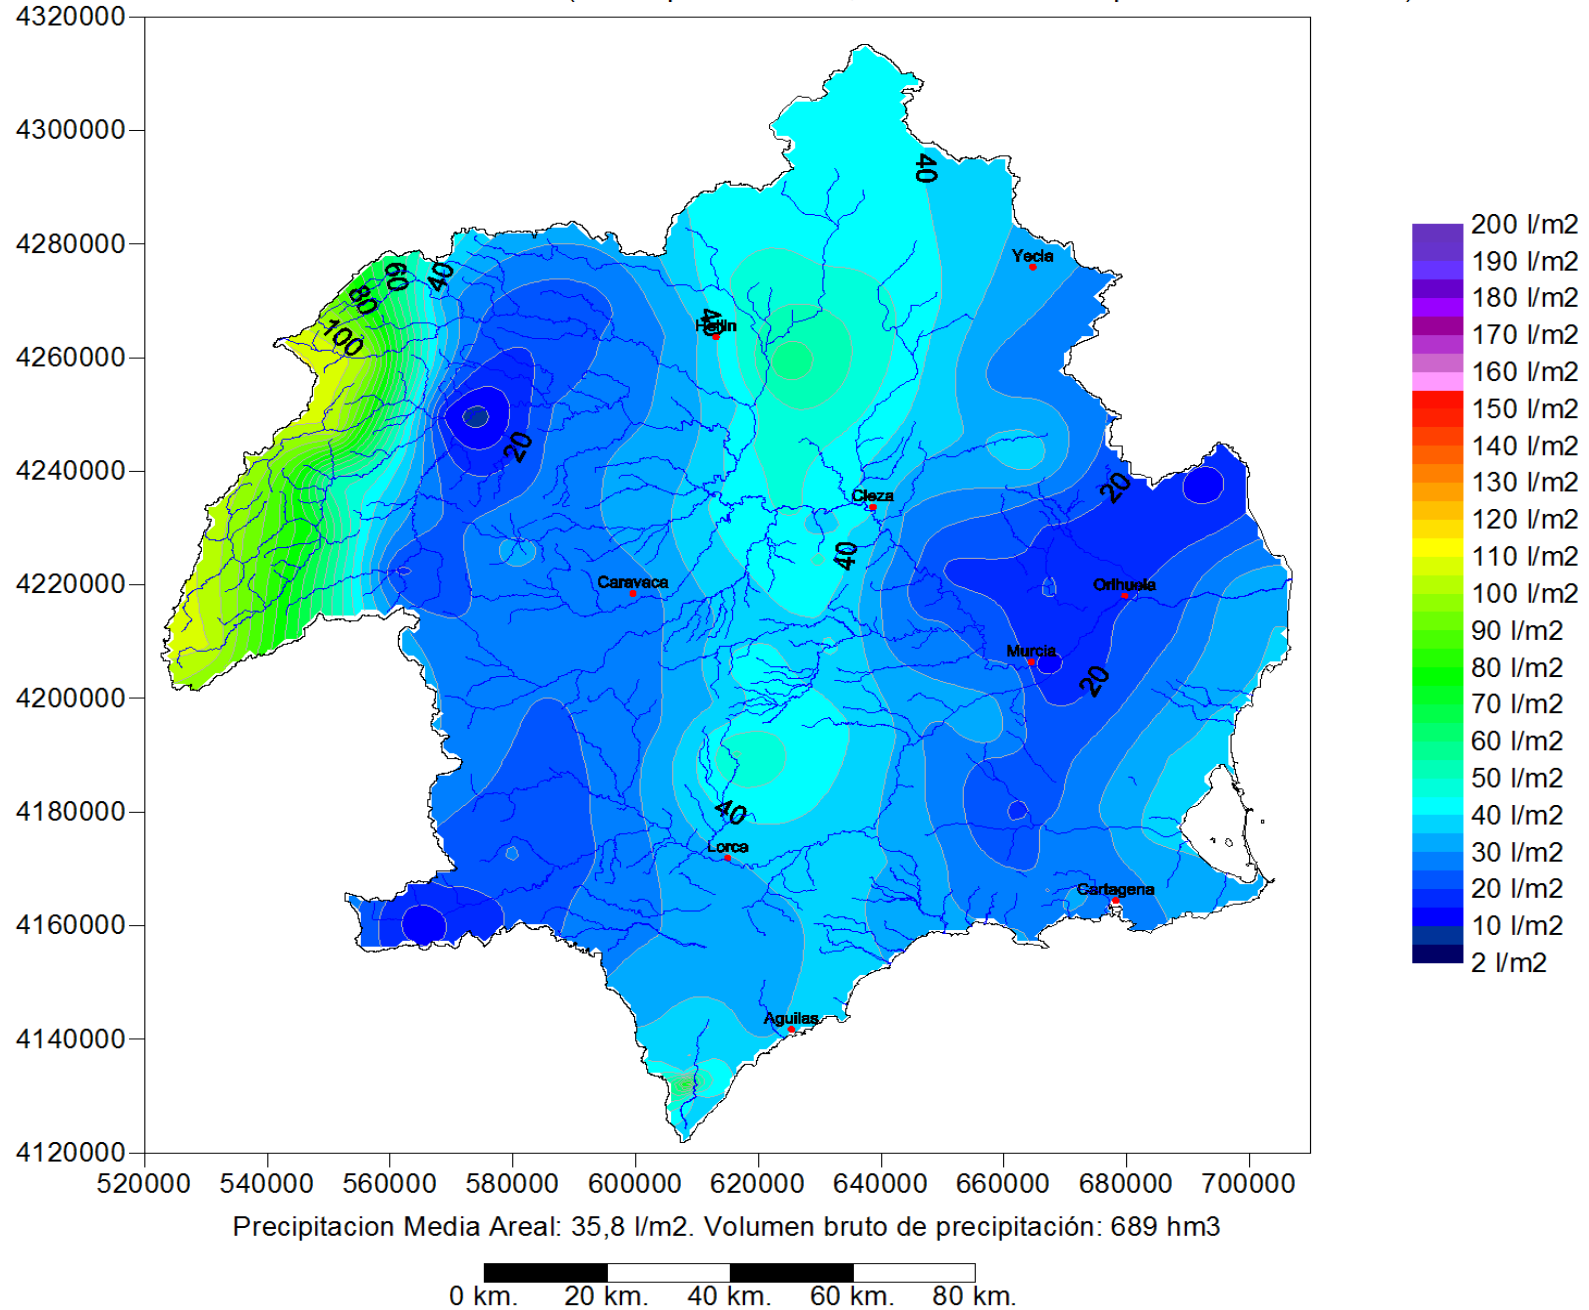 4320000
4300000
4280000
4260000
4240000
4220000
4200000
4180000
4160000
4140000
4120000
520000 540000 560000 580000 600000 620000 640000 660000 680000 700000
40
Yecla
60
40
80
100
40
Hellin
20
Cieza
20
40
Caravaca
Orihuela
Murcia
20
40
Lorca
Cartagena
Aguilas
200 l/m2
190 l/m2
180 l/m2
170 l/m2
160 l/m2
150 l/m2
140 l/m2
130 l/m2
120 l/m2
110 l/m2
100 l/m2
90 l/m2
80 l/m2
70 l/m2
60 l/m2
50 l/m2
40 l/m2
30 l/m2
20 l/m2
10 l/m2
2 l/m2
Precipitacion Media Areal: 35,8 l/m2. Volumen bruto de precipitación: 689 hm3
0 km. 20 km. 40 km. 60 km. 80 km.